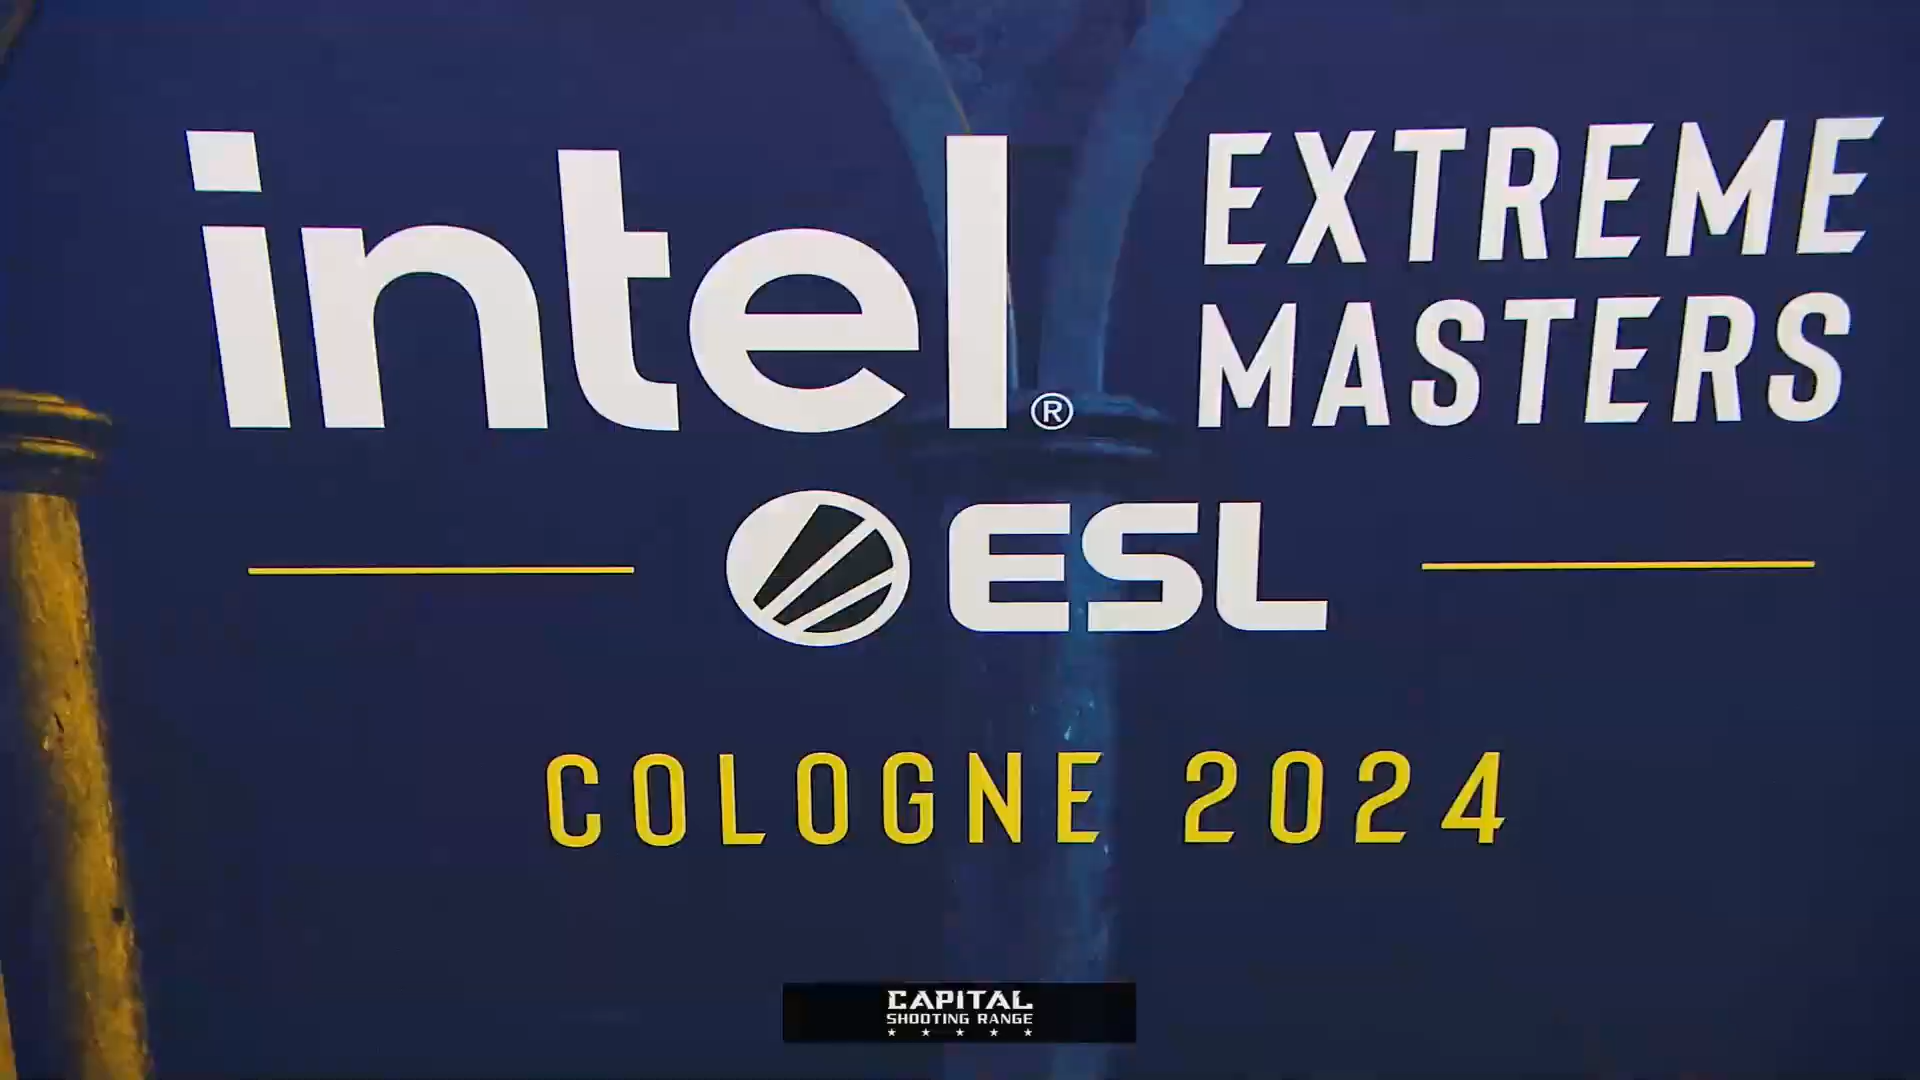 intel®
EXTREME
MASTERS
ESL
COLOGNE 2024
CAPITAL
SHOOTING RANGE